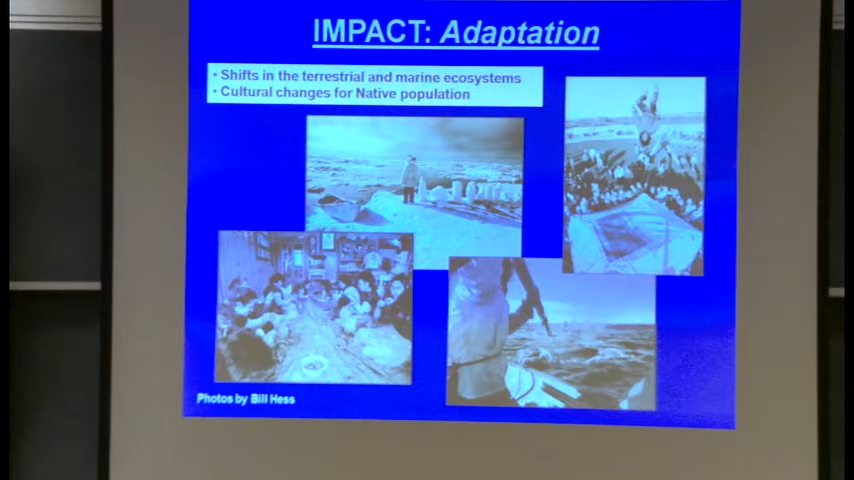 IMPACT: Adaptation
• Shifts in the terrestrial and marine ecosystems
• Cultural changes for Native population
Photos by Bill Hess